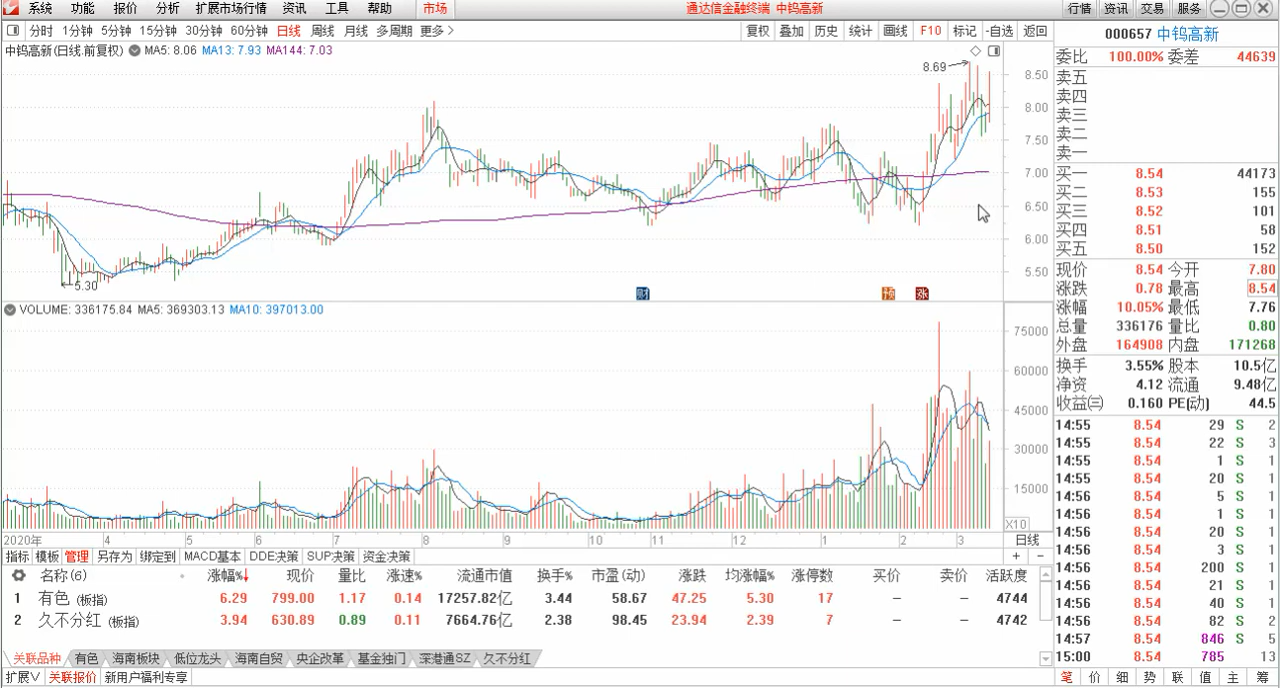 系统 功能 报价 分析 扩展市场行情 资讯 工具 帮助 市场 通达信金融终端 中钨高新 行情 资讯 交易 服务
分时 1分钟 5分钟 15分钟 30分钟 60分钟 日线 周线 月线 多周期 更多> 复权 叠加 历史 统计 画线 F10 标记 -自选 返回
中钨高新(日线.前复权) MA5: 8.06 MA13: 7.93 MA144: 7.03
8.69
8.50
8.00
7.50
7.00
6.50
6.00
5.50
5.30
财 预 涨
VOLUME: 336175.84 MA5: 369303.13 MA10: 397013.00
75000
60000
45000
30000
15000
X10
2020年 4 5 6 7 8 9 10 11 12 1 2 3 日线
指标 模板 管理 另存为 绑定到 MACD基本 DDE决策 SUP决策 资金决策 + -
名称(6) 涨幅%↓ 现价 量比 涨速% 流通市值 换手% 市盈(动) 涨跌 均涨幅% 涨停数 买价 卖价 活跃度
1 有色 (板指) 6.29 799.00 1.17 0.14 17257.82亿 3.44 58.67 47.25 5.30 17 — — 4744
2 久不分红 (板指) 3.94 630.89 0.89 0.11 7664.76亿 2.38 98.45 23.94 2.39 7 — — 4742
关联品种 有色 海南板块 低位龙头 海南自贸 央企改革 基金独门 深港通SZ 久不分红
扩展∨ 关联报价 新用户福利专享
000657 中钨高新
委比 100.00% 委差 44639
卖五
卖四
卖三
卖二
卖一
买一 8.54 44173
买二 8.53 155
买三 8.52 101
买四 8.51 58
买五 8.50 152
现价 8.54 今开 7.80
涨跌 0.78 最高 8.54
涨幅 10.05% 最低 7.76
总量 336176 量比 0.80
外盘 164908 内盘 171268
换手 3.55% 股本 10.5亿
净资 4.12 流通 9.48亿
收益㈢ 0.160 PE(动) 44.5
14:55 8.54 29 S 2
14:55 8.54 22 S 3
14:55 8.54 1 S 1
14:55 8.54 20 S 1
14:56 8.54 5 S 1
14:56 8.54 1 S 1
14:56 8.54 20 S 1
14:56 8.54 3 S 1
14:56 8.54 200 S 1
14:56 8.54 21 S 1
14:56 8.54 40 S 1
14:56 8.54 82 S 2
14:57 8.54 846 S 5
15:00 8.54 785 13
笔 价 细 势 联 值 主 筹